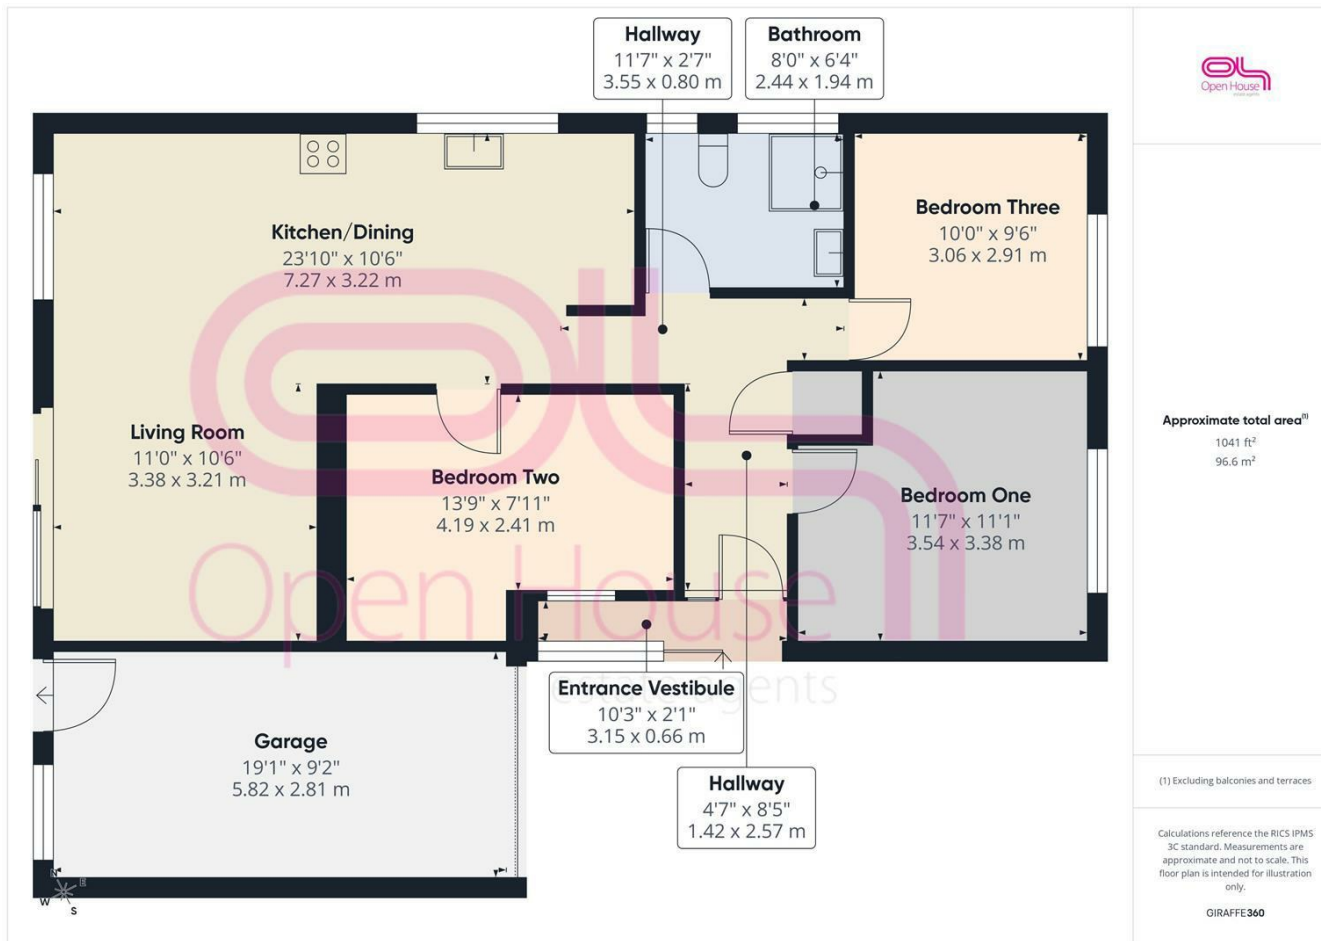 Hallway
11'7" x 2'7"
3.55 x 0.80 m
Bathroom
8'0" x 6'4"
2.44 x 1.94 m
Open House
estate agents
Kitchen/Dining
23'10" x 10'6"
7.27 x 3.22 m
Bedroom Three
10'0" x 9'6"
3.06 x 2.91 m
Living Room
11'0" x 10'6"
3.38 x 3.21 m
Bedroom Two
13'9" x 7'11"
4.19 x 2.41 m
Bedroom One
11'7" x 11'1"
3.54 x 3.38 m
Open House
estate agents
Entrance Vestibule
10'3" x 2'1"
3.15 x 0.66 m
Garage
19'1" x 9'2"
5.82 x 2.81 m
Hallway
4'7" x 8'5"
1.42 x 2.57 m
N
E
W
S
Approximate total area(1)
1041 ft²
96.6 m²
(1) Excluding balconies and terraces
Calculations reference the RICS IPMS
3C standard. Measurements are
approximate and not to scale. This
floor plan is intended for illustration
only.
GIRAFFE360